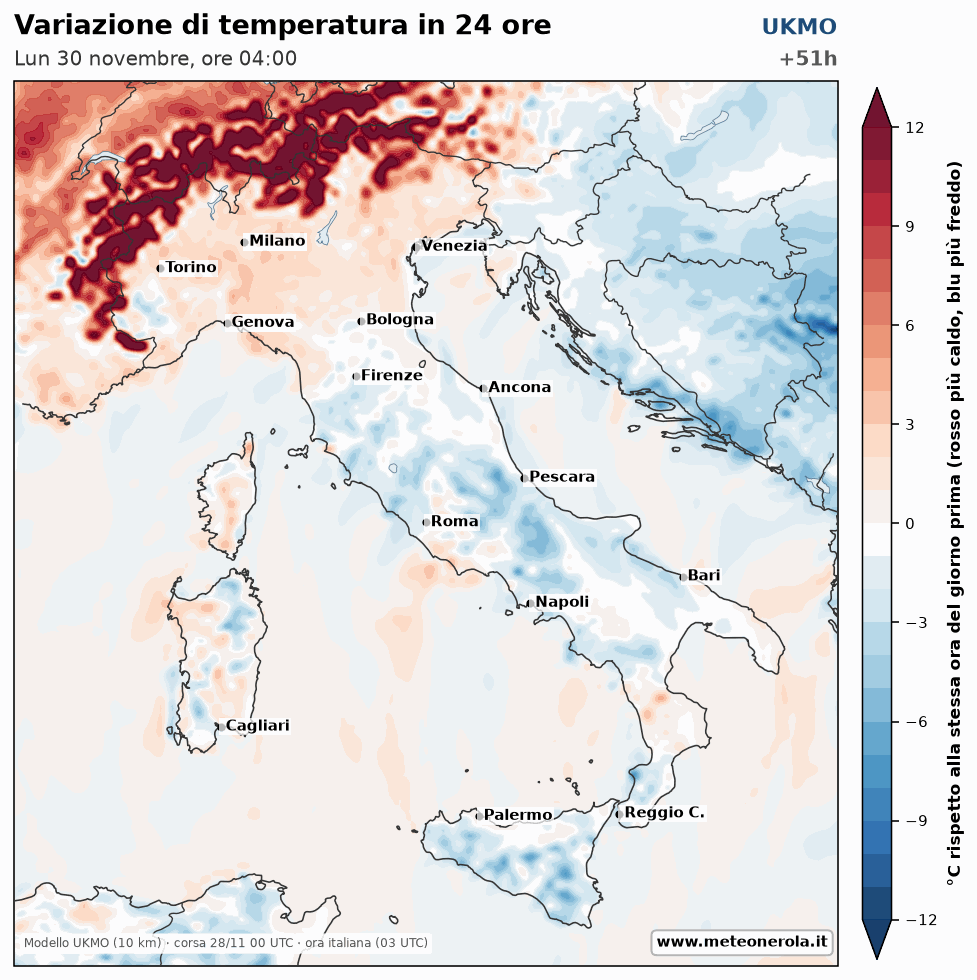 Variazione di temperatura in 24 ore
UKMO
Lun 30 novembre, ore 04:00
+51h
Milano
Torino
Venezia
Genova
Bologna
Firenze
Ancona
Pescara
Roma
Bari
Napoli
Cagliari
Palermo
Reggio C.
12
9
6
3
0
−3
−6
−9
−12
°C rispetto alla stessa ora del giorno prima (rosso più caldo, blu più freddo)
Modello UKMO (10 km) · corsa 28/11 00 UTC · ora italiana (03 UTC)
www.meteonerola.it